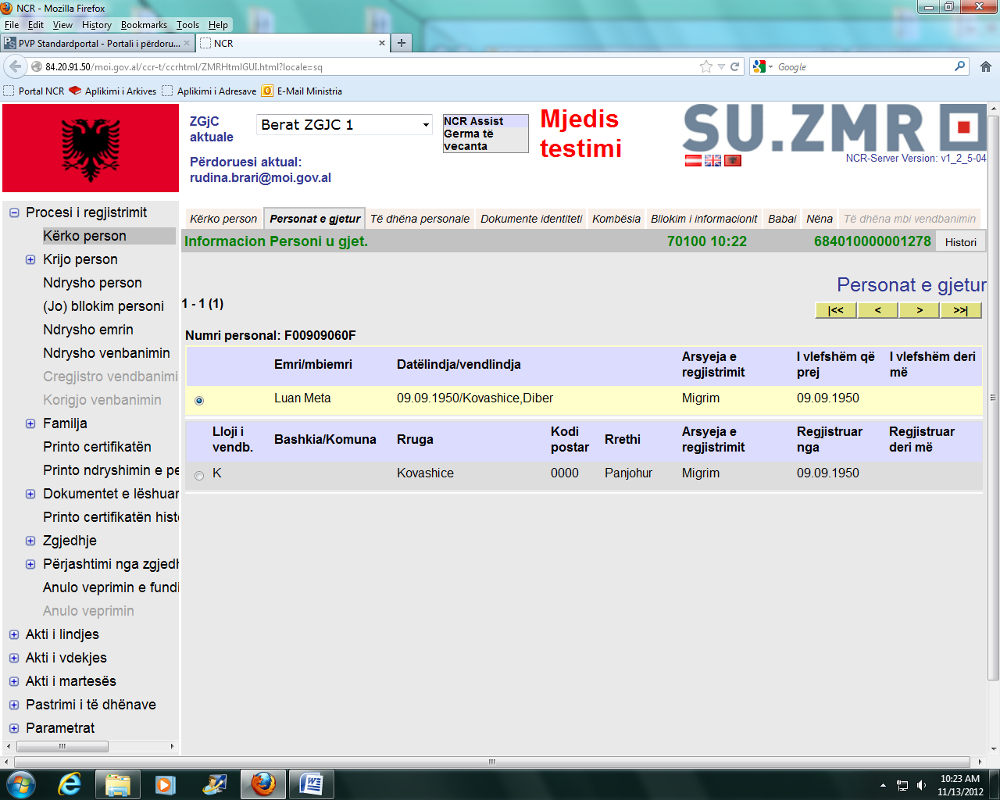 NCR - Mozilla Firefox
File Edit View History Bookmarks Tools Help
PVP Standardportal - Portali i përdoru...
NCR
84.20.91.50/moi.gov.al/ccr-t/ccrhtml/ZMRHtmlGUI.html?locale=sq
Google
Portal NCR Aplikimi i Arkives Aplikimi i Adresave E-Mail Ministria
ZGjC aktuale
Berat ZGJC 1
NCR Assist
Germa të
vecanta
Mjedis
testimi
SU.ZMR
NCR-Server Version: v1_2_5-04
Përdoruesi aktual:
rudina.brari@moi.gov.al
Procesi i regjistrimit
Kërko person
Krijo person
Ndrysho person
(Jo) bllokim personi
Ndrysho emrin
Ndrysho venbanimin
Cregjistro vendbanimi
Korigjo venbanimin
Familja
Printo certifikatën
Printo ndryshimin e pe
Dokumentet e lëshuar
Printo certifikatën hist
Zgjedhje
Përjashtimi nga zgjedh
Anulo veprimin e fundi
Anulo veprimin
Akti i lindjes
Akti i vdekjes
Akti i martesës
Pastrimi i të dhënave
Parametrat
Kërko person Personat e gjetur Të dhëna personale Dokumente identiteti Kombësia Bllokimi i informacionit Babai Nëna Të dhëna mbi vendbanimin
Informacion Personi u gjet. 70100 10:22 684010000001278 Histori
Personat e gjetur
1 - 1 (1)
|<< < > >>|
Numri personal: F00909060F
Emri/mbiemri Datëlindja/vendlindja Arsyeja e regjistrimit I vlefshëm që prej I vlefshëm deri më
Luan Meta 09.09.1950/Kovashice,Diber Migrim 09.09.1950
Lloji i vendb. Bashkia/Komuna Rruga Kodi postar Rrethi Arsyeja e regjistrimit Regjistruar nga Regjistruar deri më
K Kovashice 0000 Panjohur Migrim 09.09.1950
10:23 AM
11/13/2012